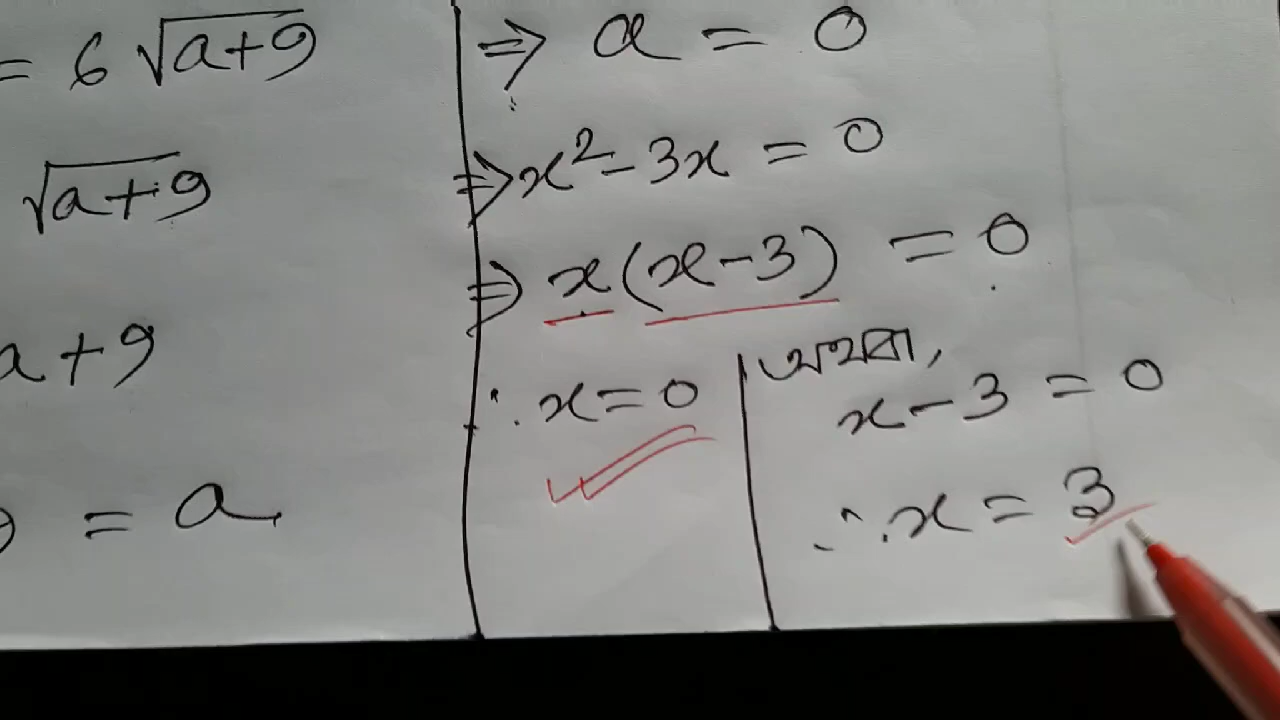 = 6 √(a+9)
√(a+9)
a + 9
= a
⇒ a = 0
⇒ x² - 3x = 0
⇒ x(x-3) = 0
∴ x = 0
অথবা,
x - 3 = 0
∴ x = 3